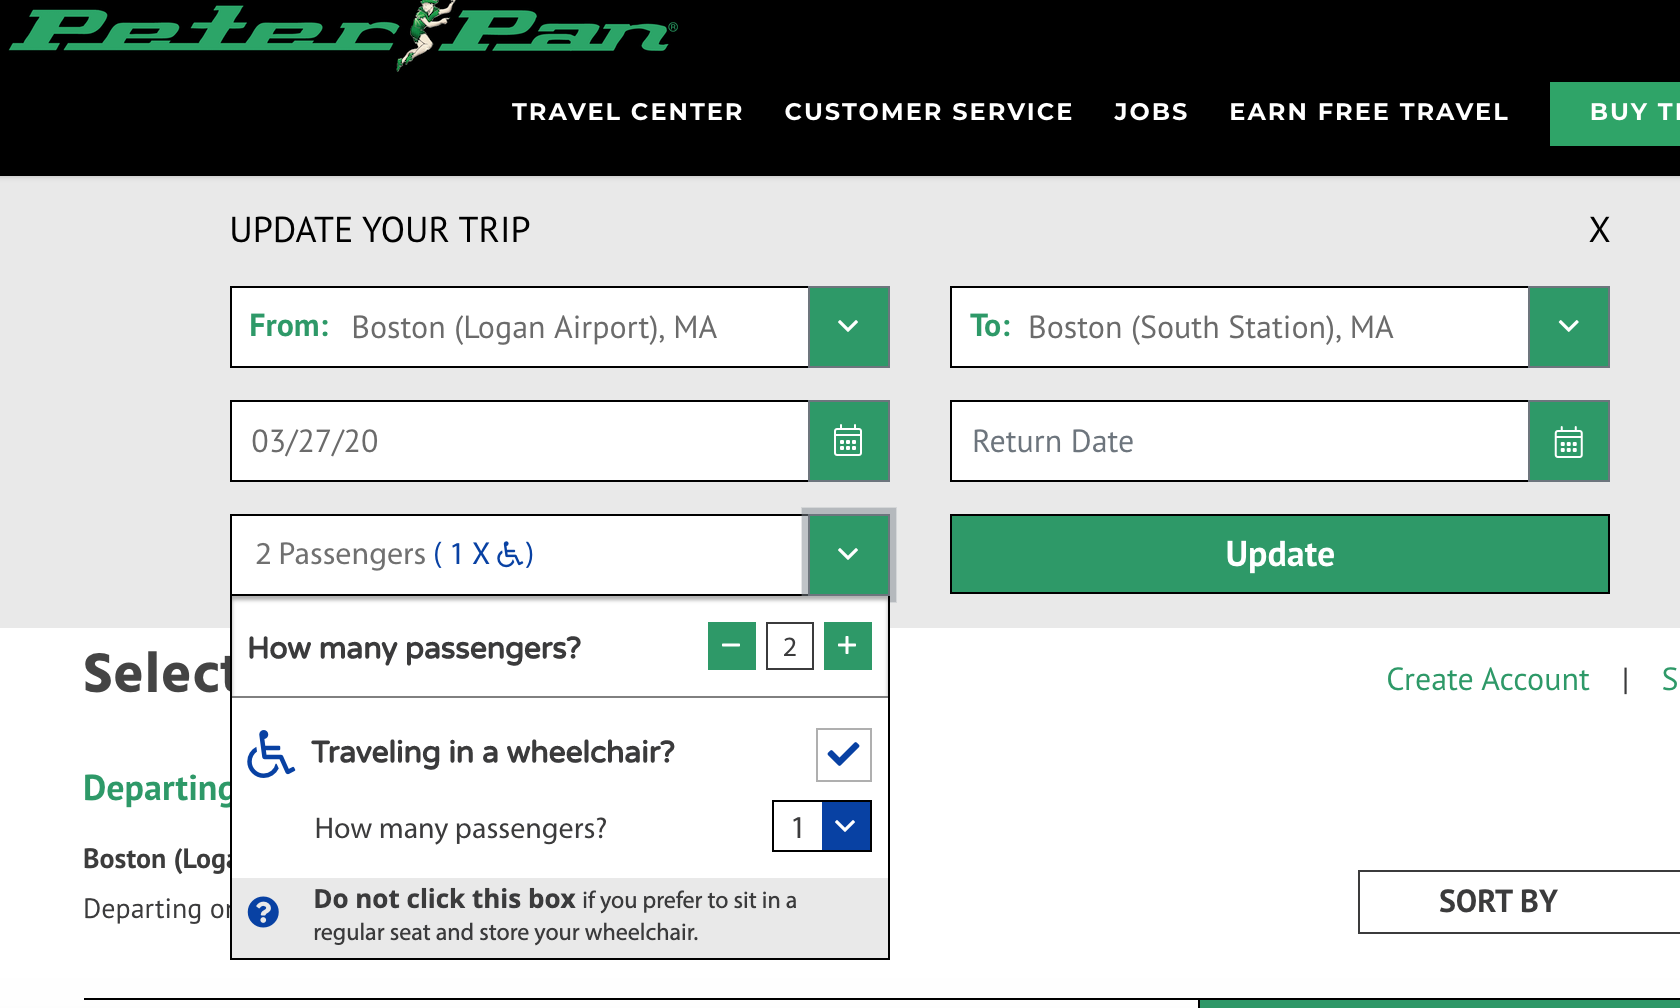 Peter Pan®
TRAVEL CENTER CUSTOMER SERVICE JOBS EARN FREE TRAVEL BUY
UPDATE YOUR TRIP X
From: Boston (Logan Airport), MA To: Boston (South Station), MA
03/27/20 Return Date
2 Passengers ( 1 X ) Update
How many passengers? − 2 +
Select
Create Account |
Traveling in a wheelchair?
Departing
How many passengers? 1
Boston
Do not click this box if you prefer to sit in a
regular seat and store your wheelchair.
Departing
SORT BY